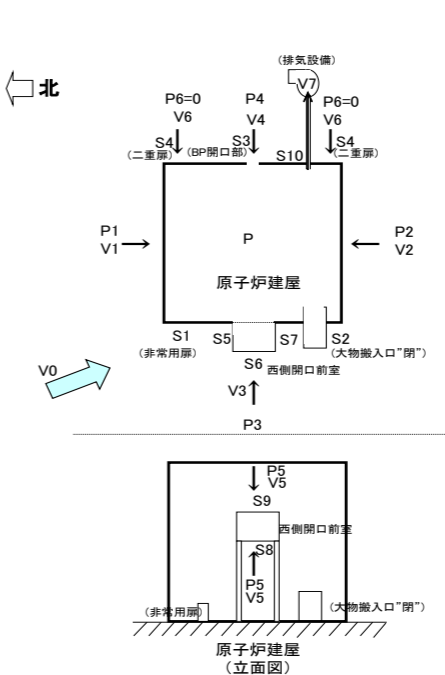 北
(排気設備)
V7
P6=0
V6
P4
V4
P6=0
V6
S4
(二重扉)
S3
(BP開口部)
S10
S4
(二重扉)
P1
V1
P
P2
V2
原子炉建屋
S1
(非常用扉)
S5
S7
S2
(大物搬入口"閉")
S6
西側開口前室
V0
V3
P3
P5
V5
S9
西側開口前室
S8
P5
V5
(非常用扉)
(大物搬入口"閉")
原子炉建屋
(立面図)